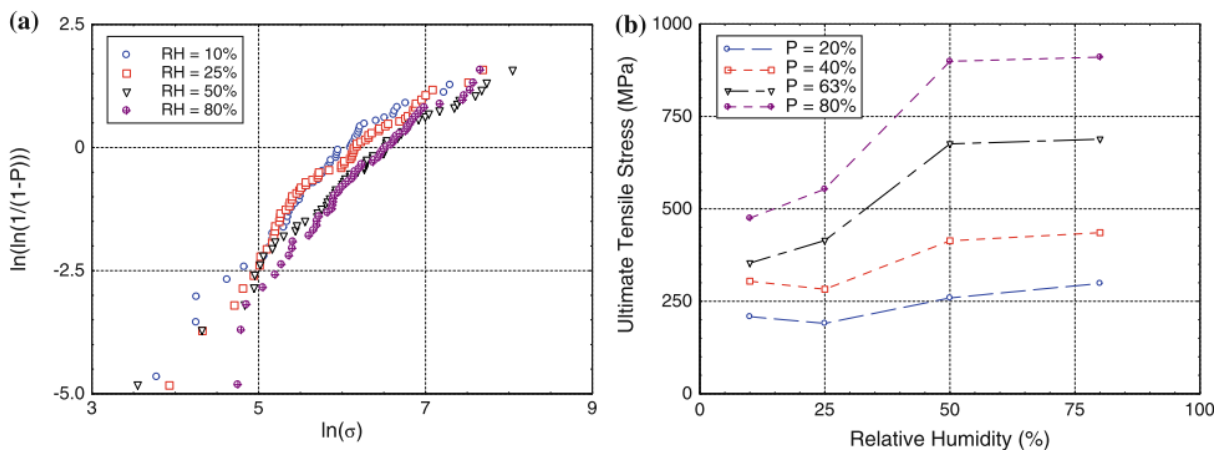 (a)
2.5
0
-2.5
-5.0
ln(ln(1/(1-P)))
RH = 10%
RH = 25%
RH = 50%
RH = 80%
3
5
7
9
ln(σ)
(b)
1000
750
500
250
0
Ultimate Tensile Stress (MPa)
P = 20%
P = 40%
P = 63%
P = 80%
0
25
50
75
100
Relative Humidity (%)